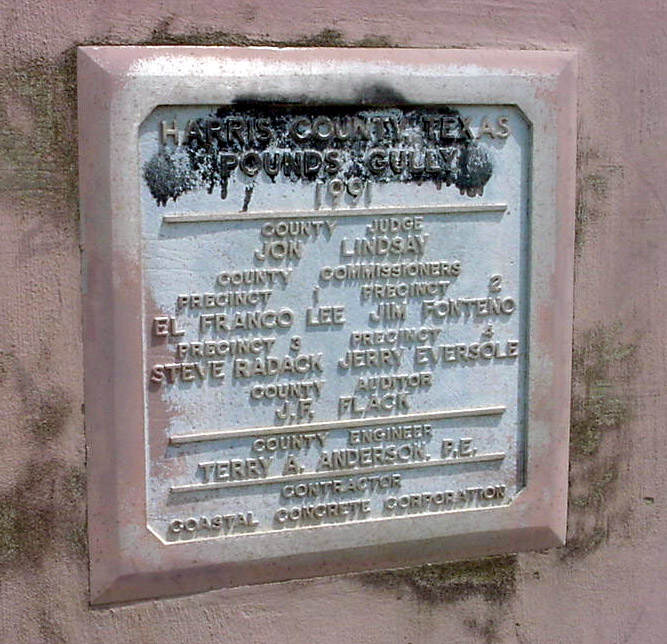 HARRIS COUNTY, TEXAS
POUNDS GULLY
1991
COUNTY JUDGE
JON LINDSAY
COUNTY COMMISSIONERS
PRECINCT 1 PRECINCT 2
EL FRANCO LEE JIM FONTENO
PRECINCT 3 PRECINCT 4
STEVE RADACK JERRY EVERSOLE
COUNTY AUDITOR
J.F. FLACK
COUNTY ENGINEER
TERRY A. ANDERSON, P.E.
CONTRACTOR
COASTAL CONCRETE CORPORATION